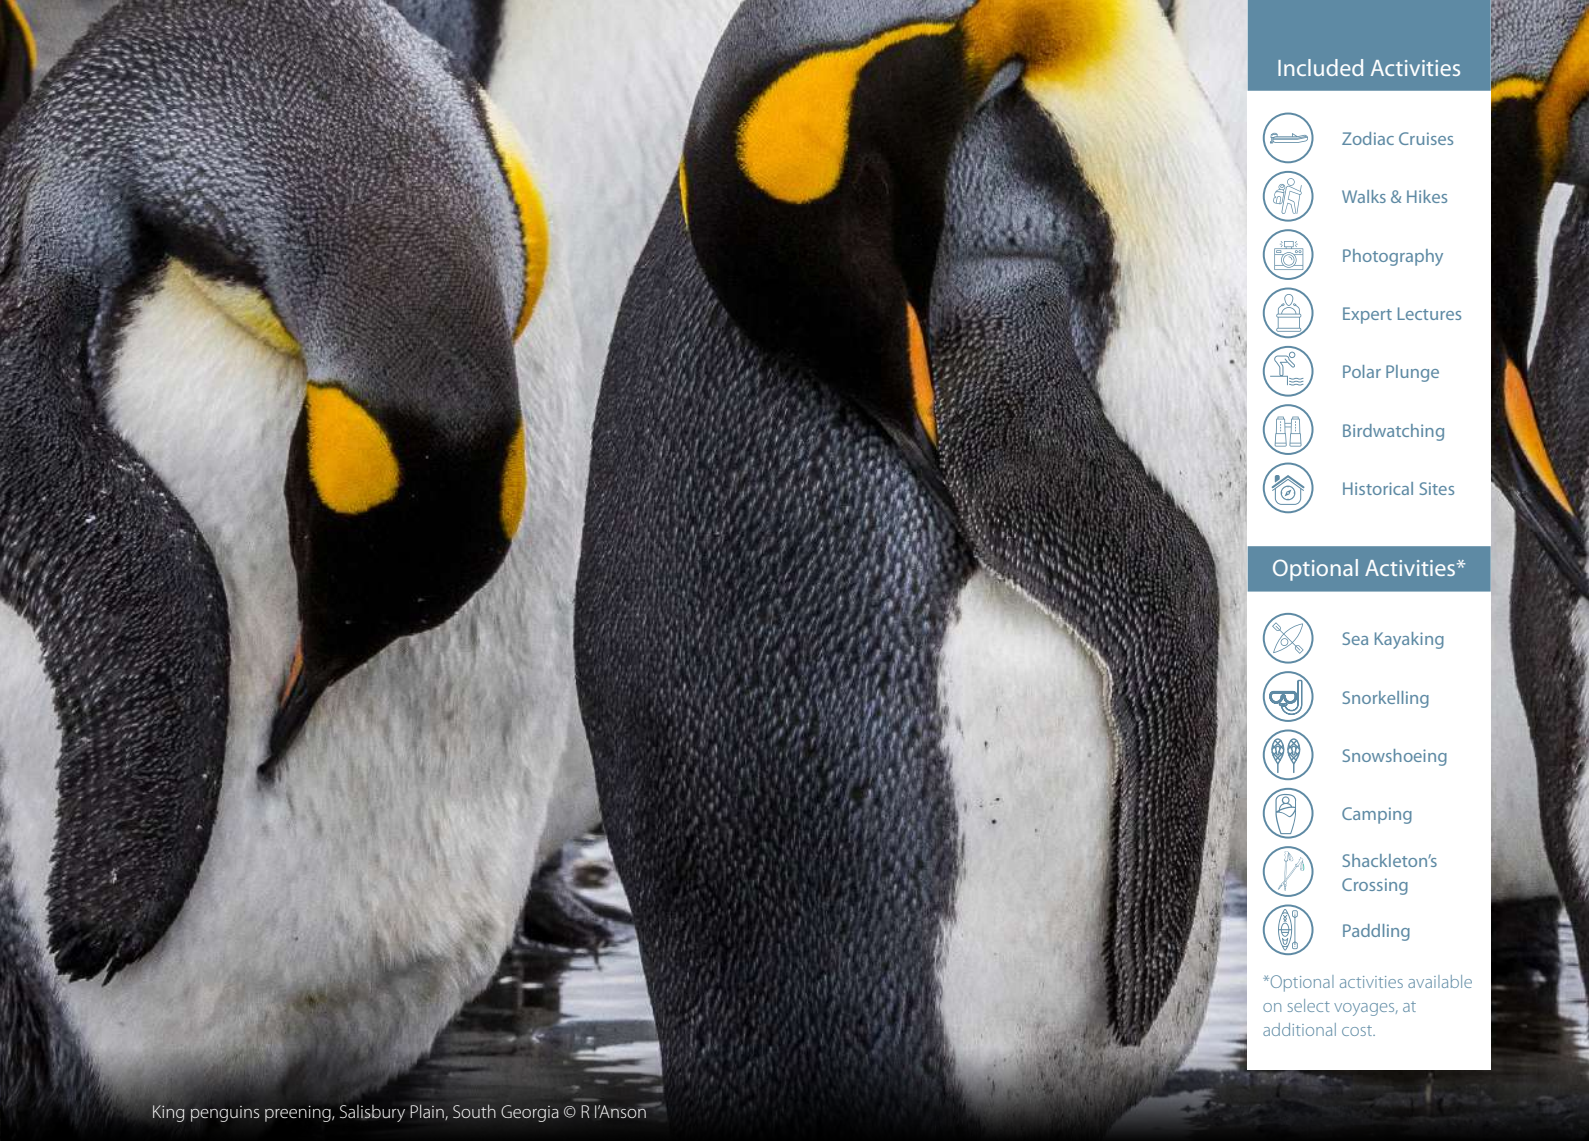 Included Activities
Zodiac Cruises
Walks & Hikes
Photography
Expert Lectures
Polar Plunge
Birdwatching
Historical Sites
Optional Activities*
Sea Kayaking
Snorkelling
Snowshoeing
Camping
Shackleton’s
Crossing
Paddling
*Optional activities available
on select voyages, at
additional cost.
King penguins preening, Salisbury Plain, South Georgia © R I’Anson